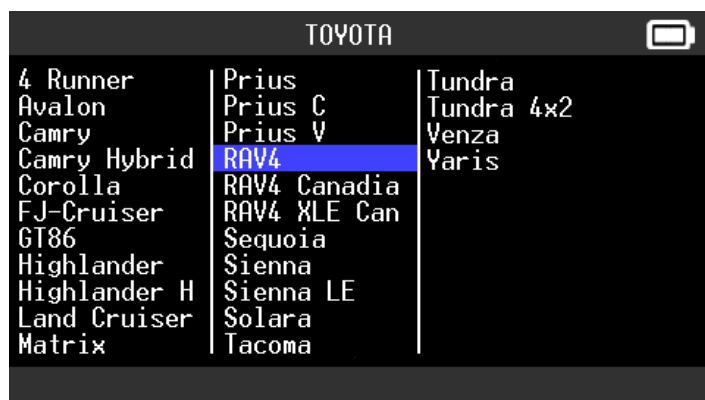 TOYOTA
4 Runner
Avalon
Camry
Camry Hybrid
Corolla
FJ-Cruiser
GT86
Highlander
Highlander H
Land Cruiser
Matrix
Prius
Prius C
Prius V
RAV4
RAV4 Canadia
RAV4 XLE Can
Sequoia
Sienna
Sienna LE
Solara
Tacoma
Tundra
Tundra 4x2
Venza
Yaris